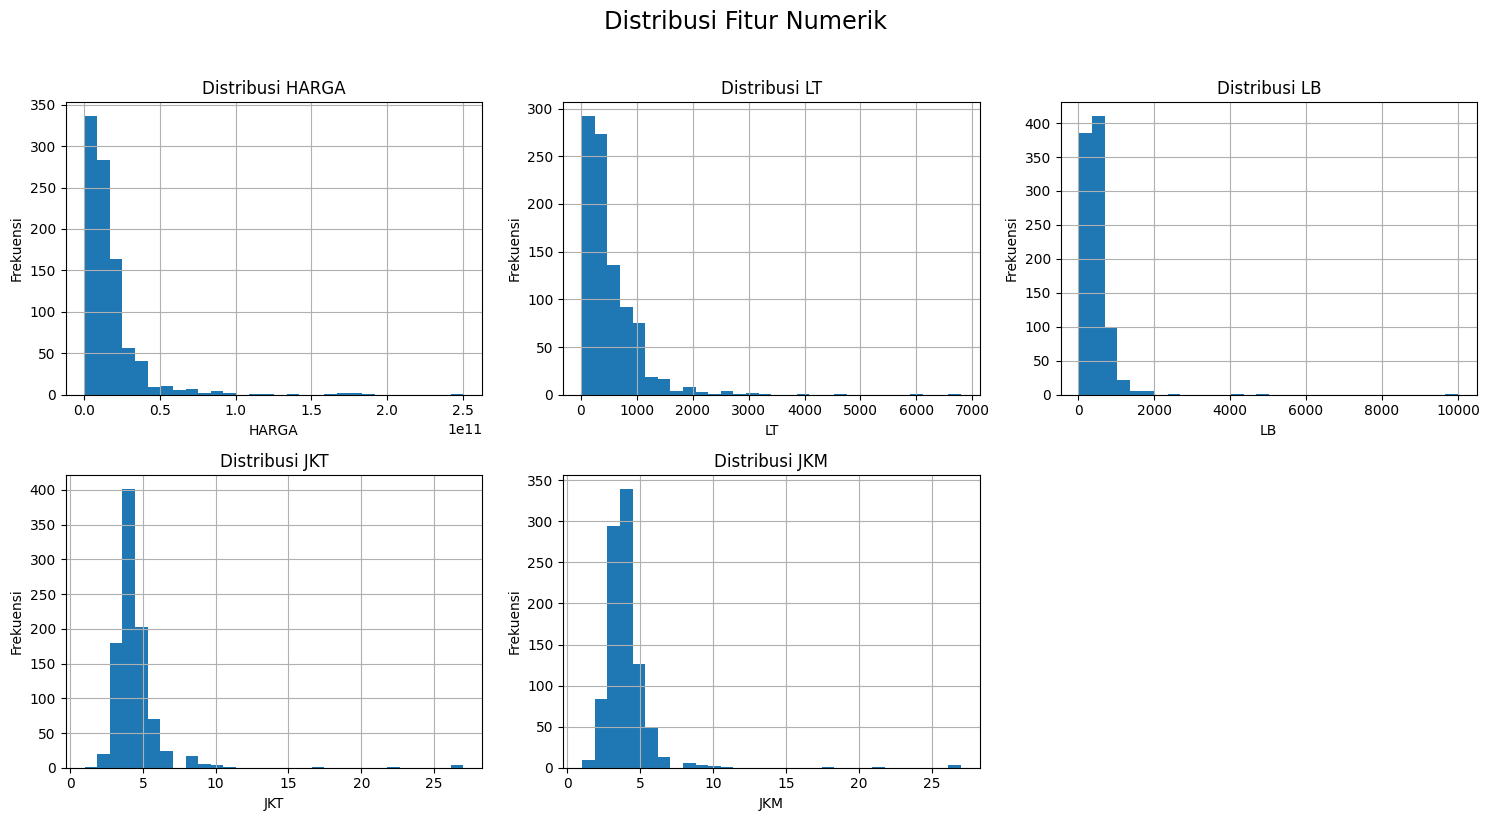 Distribusi Fitur Numerik
Distribusi HARGA
350
300
250
200
150
100
50
0
Frekuensi
0.0 0.5 1.0 1.5 2.0 2.5
1e11
HARGA
Distribusi LT
300
250
200
150
100
50
0
Frekuensi
0 1000 2000 3000 4000 5000 6000 7000
LT
Distribusi LB
400
350
300
250
200
150
100
50
0
Frekuensi
0 2000 4000 6000 8000 10000
LB
Distribusi JKT
400
350
300
250
200
150
100
50
0
Frekuensi
0 5 10 15 20 25
JKT
Distribusi JKM
350
300
250
200
150
100
50
0
Frekuensi
0 5 10 15 20 25
JKM